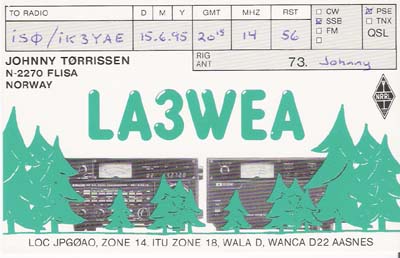 TO RADIO D M Y GMT MHZ RST CW PSE
SSB TNX
iSØ/iK3YAE 15.6.95 20¹⁵ 14 56 FM QSL
JOHNNY TØRRISSEN RIG
N-2270 FLISA ANT 73. Johnny
NORWAY
NRRL
LA3WEA
LOC JPGØAO, ZONE 14. ITU ZONE 18, WALA D, WANCA D22 AASNES